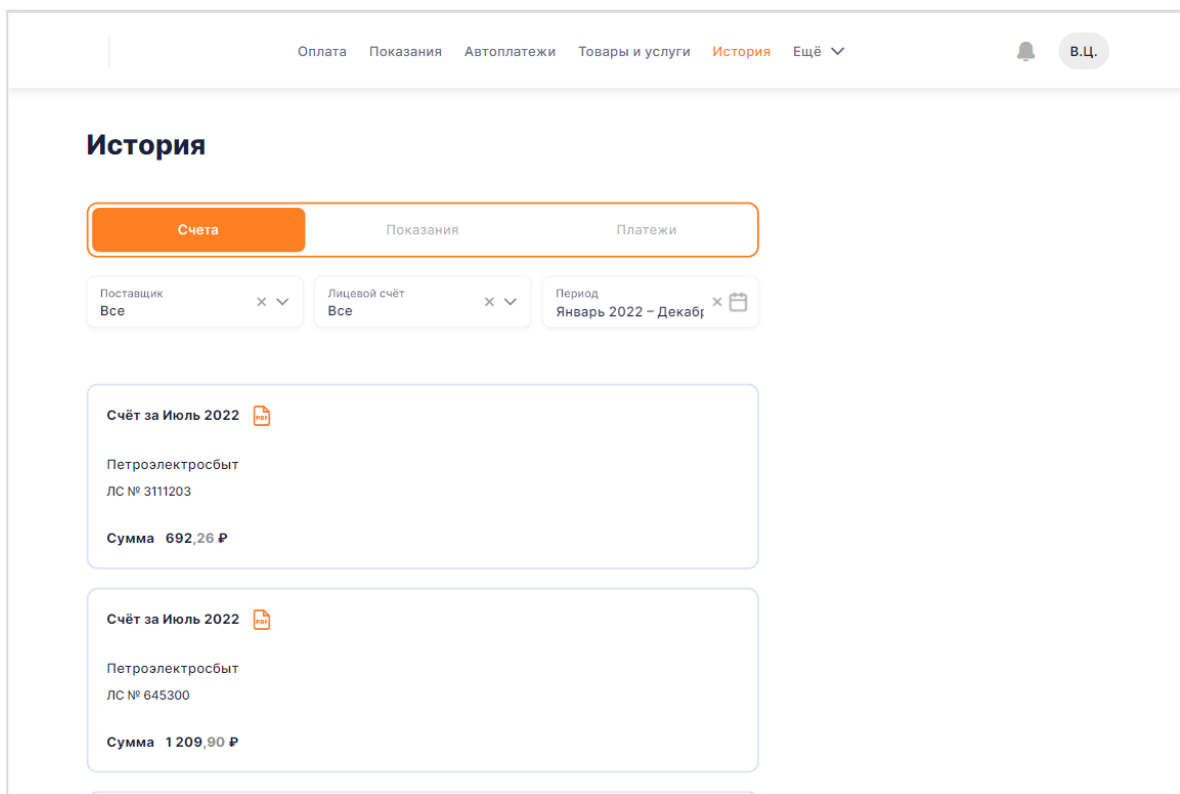 Оплата Показания Автоплатежи Товары и услуги История Ещё В.Ц.
История
Счета Показания Платежи
Поставщик Лицевой счёт Период
Все Все Январь 2022 – Декабр
Счёт за Июль 2022 PDF
Петроэлектросбыт
ЛС № 3111203
Сумма 692,26 ₽
Счёт за Июль 2022 PDF
Петроэлектросбыт
ЛС № 645300
Сумма 1 209,90 ₽